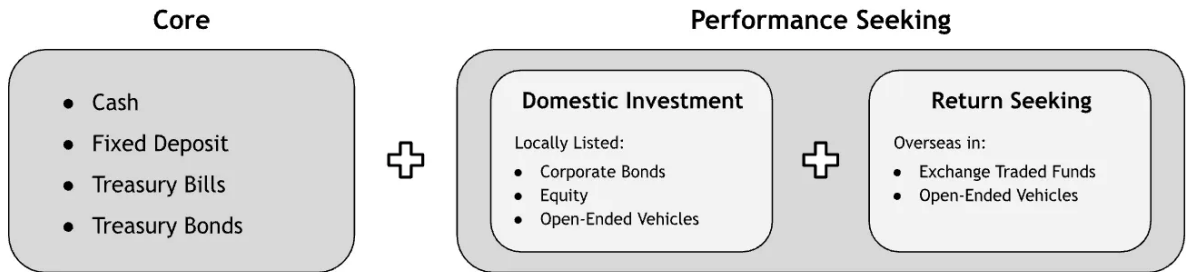 Core
• Cash
• Fixed Deposit
• Treasury Bills
• Treasury Bonds
Performance Seeking
Domestic Investment
Locally Listed:
• Corporate Bonds
• Equity
• Open-Ended Vehicles
Return Seeking
Overseas in:
• Exchange Traded Funds
• Open-Ended Vehicles